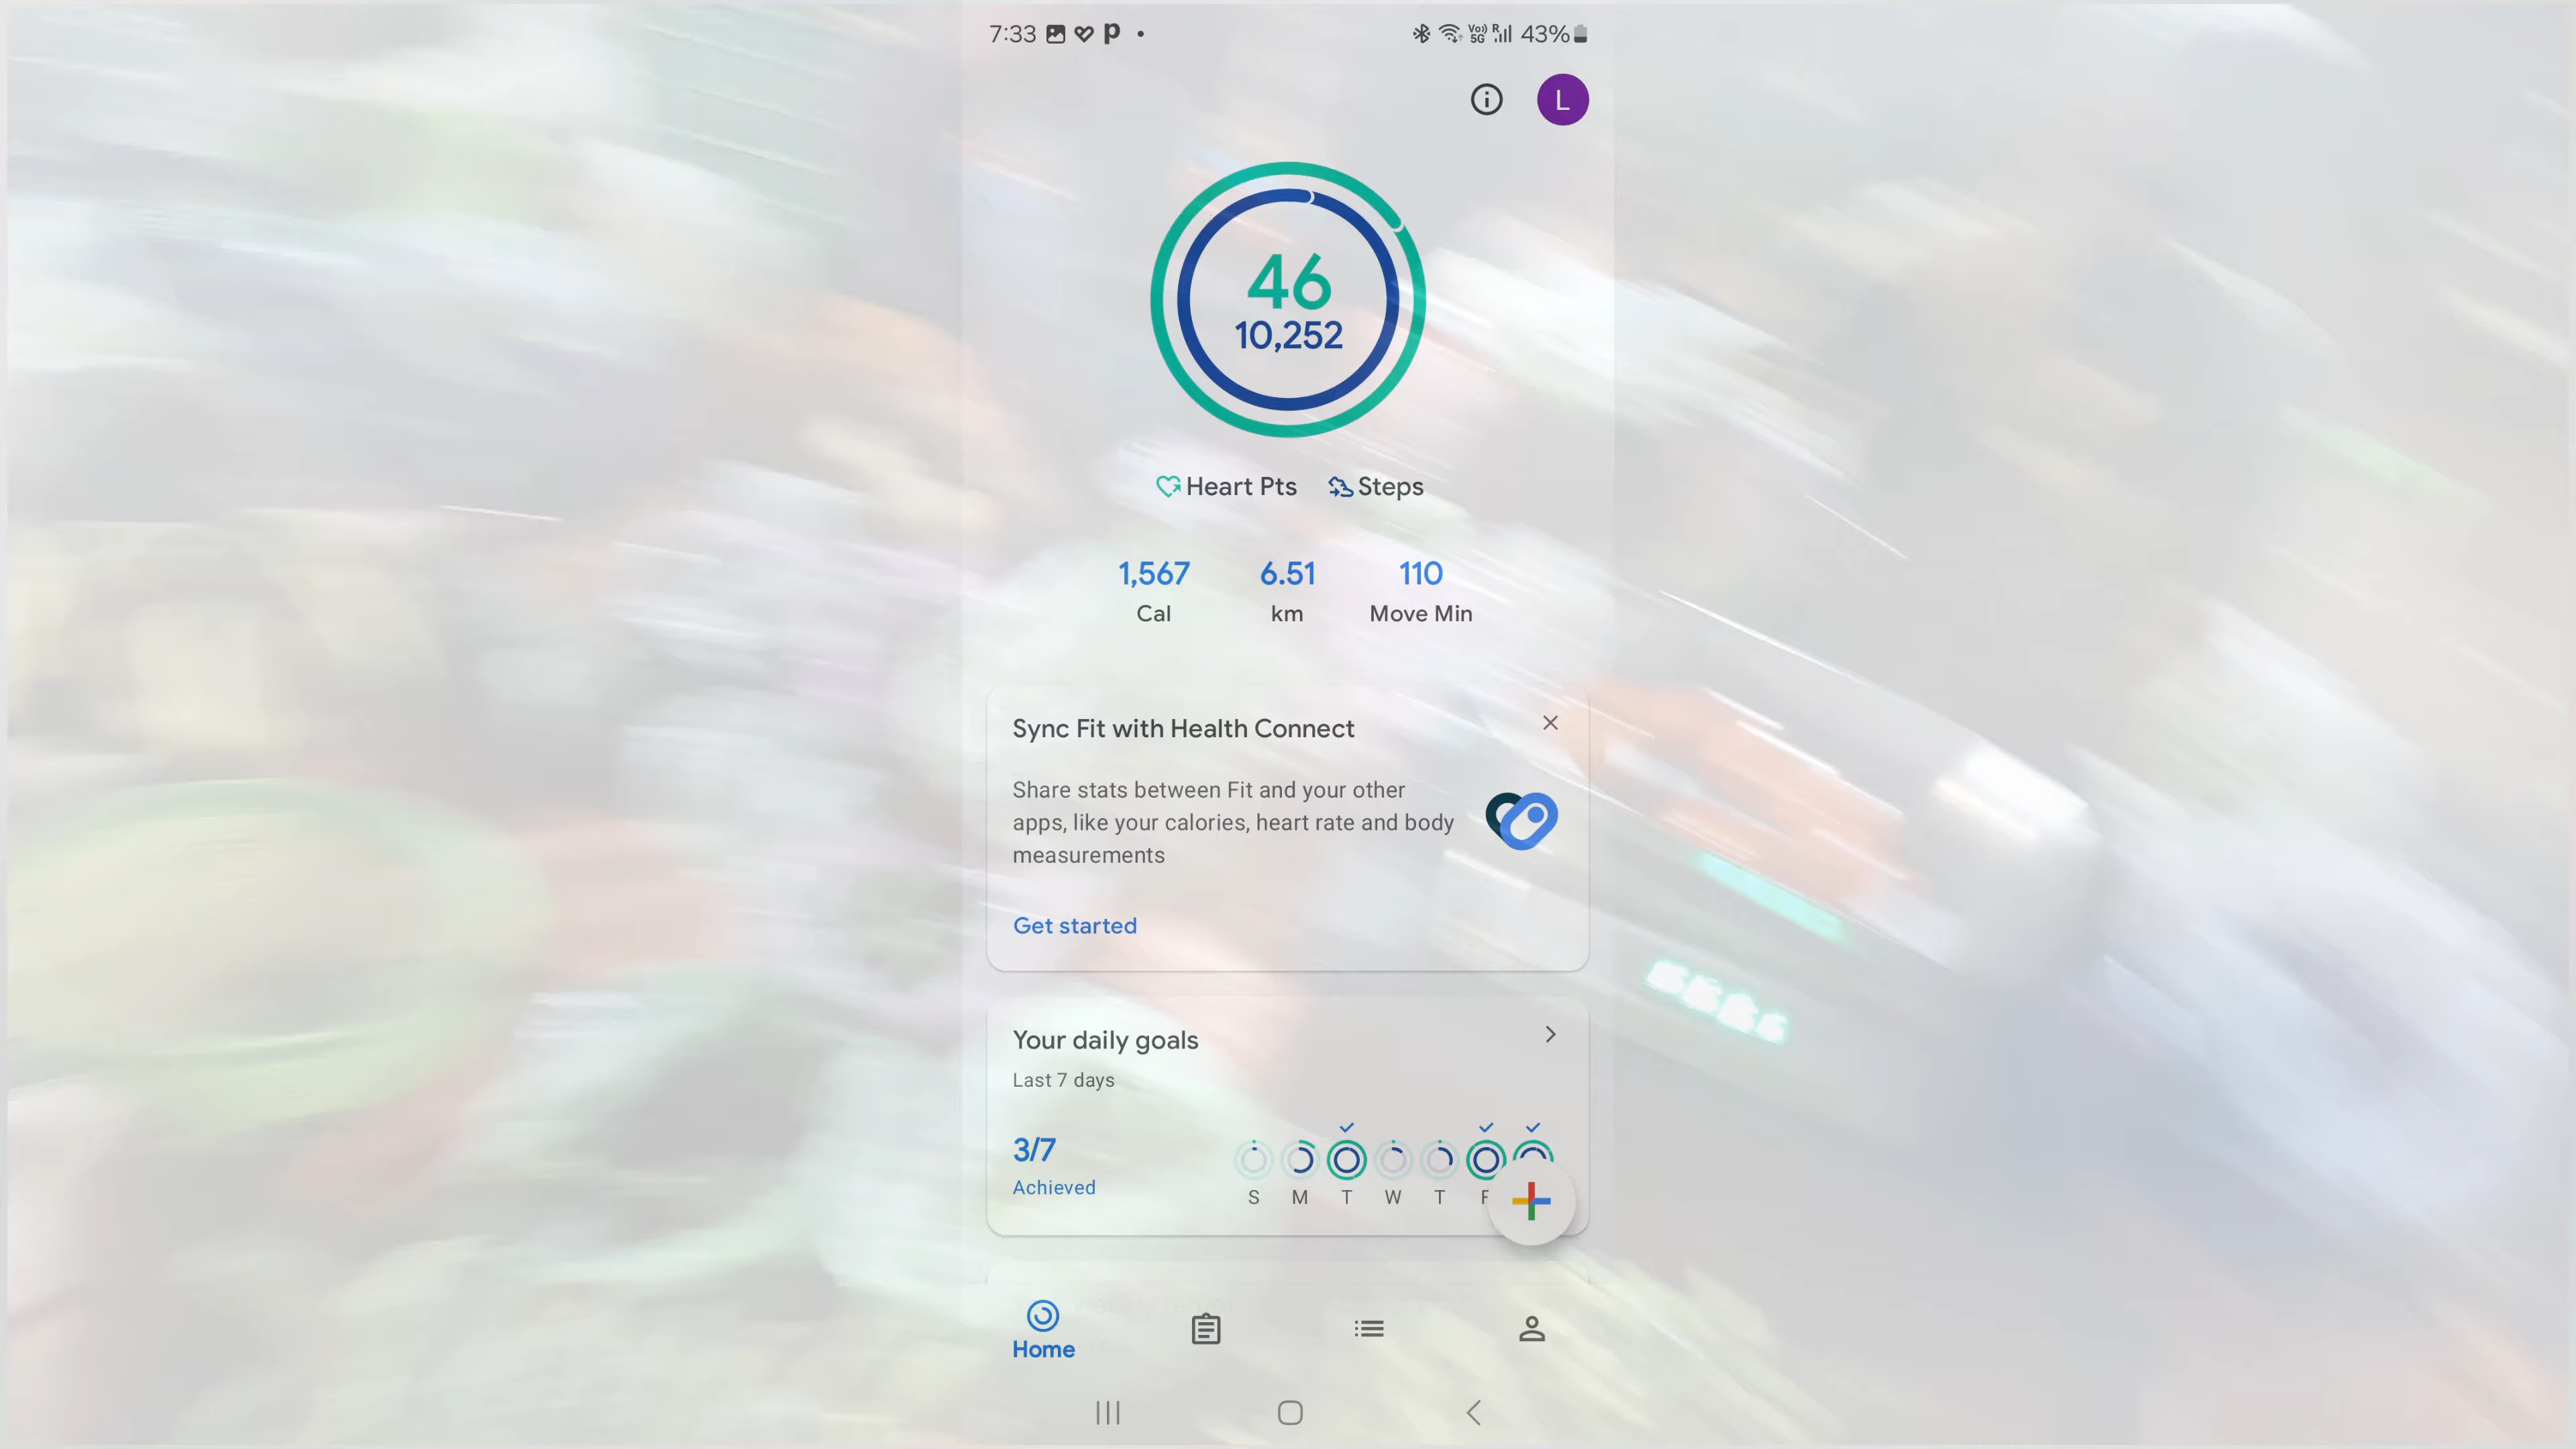 7:33 p • Vo)) 5G R 43%
L
46
10,252
Heart Pts Steps
1,567 6.51 110
Cal km Move Min
Sync Fit with Health Connect
Share stats between Fit and your other
apps, like your calories, heart rate and body
measurements
Get started
Your daily goals
Last 7 days
3/7
Achieved
S M T W T F
Home